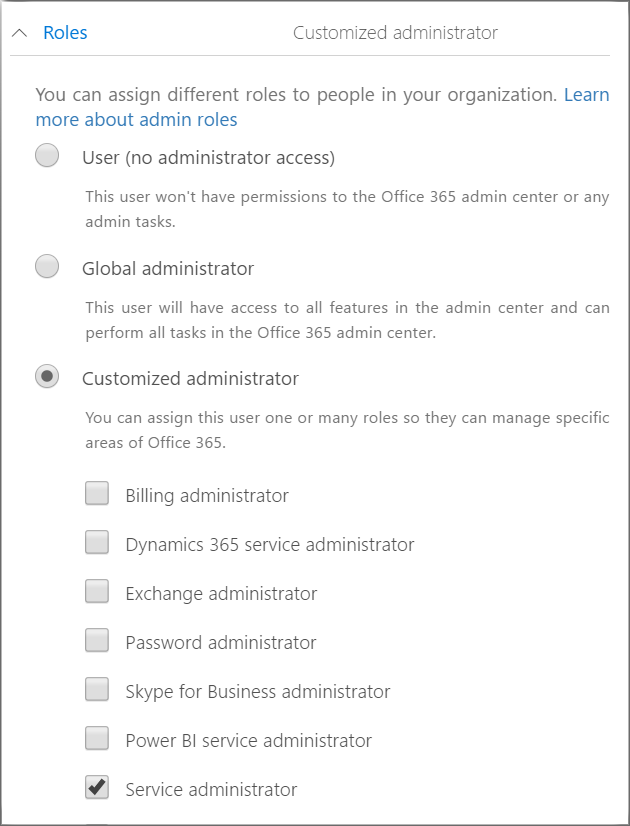 Roles Customized administrator
You can assign different roles to people in your organization. Learn
more about admin roles
User (no administrator access)
This user won't have permissions to the Office 365 admin center or any
admin tasks.
Global administrator
This user will have access to all features in the admin center and can
perform all tasks in the Office 365 admin center.
Customized administrator
You can assign this user one or many roles so they can manage specific
areas of Office 365.
Billing administrator
Dynamics 365 service administrator
Exchange administrator
Password administrator
Skype for Business administrator
Power BI service administrator
Service administrator